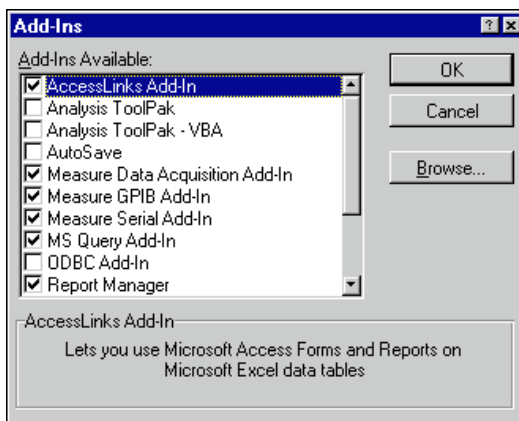 Add-Ins
Add-Ins Available:
AccessLinks Add-In
Analysis ToolPak
Analysis ToolPak - VBA
AutoSave
Measure Data Acquisition Add-In
Measure GPIB Add-In
Measure Serial Add-In
MS Query Add-In
ODBC Add-In
Report Manager
OK
Cancel
Browse...
AccessLinks Add-In
Lets you use Microsoft Access Forms and Reports on
Microsoft Excel data tables